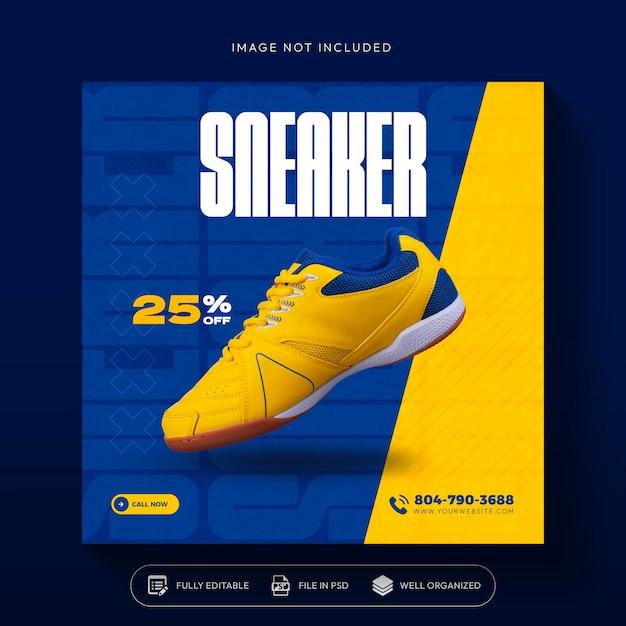 IMAGE NOT INCLUDED
SNEAKER
25%
OFF
CALL NOW
804-790-3688
WWW.YOURWEBSITE.COM
FULLY EDITABLE
FILE IN PSD
WELL ORGANIZED